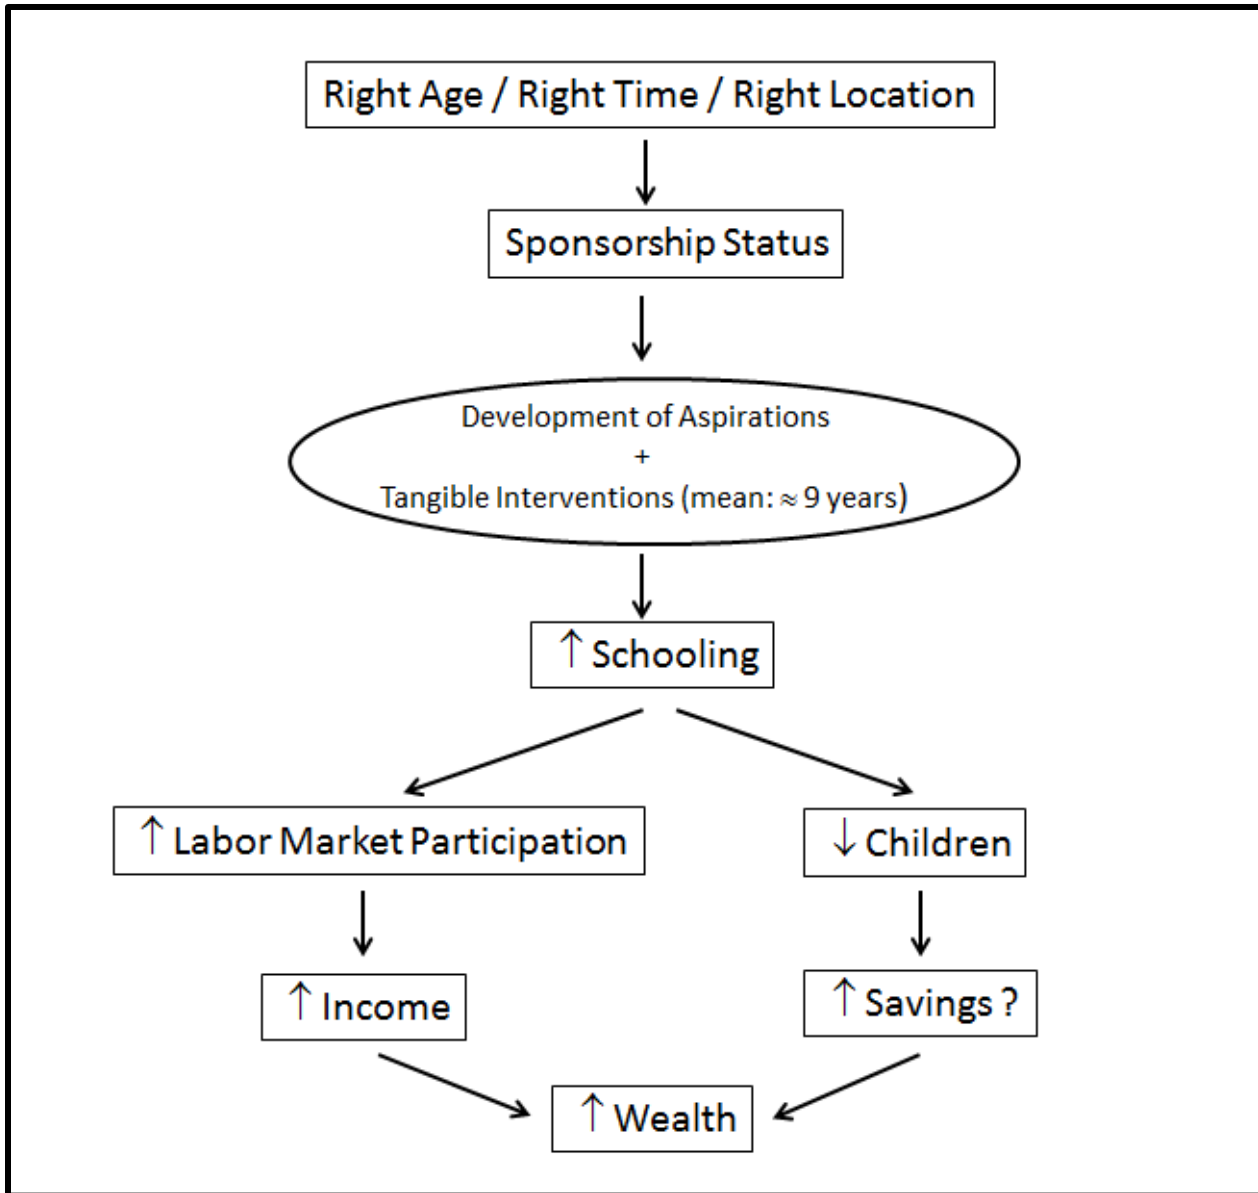 Right Age / Right Time / Right Location
Sponsorship Status
Development of Aspirations
+
Tangible Interventions (mean: ≈ 9 years)
↑ Schooling
↑ Labor Market Participation
↓ Children
↑ Income
↑ Savings ?
↑ Wealth